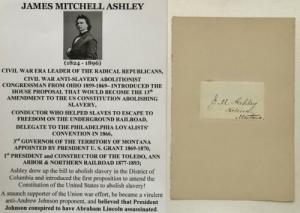 JAMES MITCHELL ASHLEY
(1824 - 1896)
CIVIL WAR ERA LEADER OF THE RADICAL REPUBLICANS,
CIVIL WAR ANTI-SLAVERY ABOLITIONIST
CONGRESSMAN FROM OHIO 1859-1869 - INTRODUCED
THE HOUSE PROPOSAL THAT WOULD BECOME THE 13th
AMENDMENT TO THE US CONSTITUTION ABOLISHING
SLAVERY,
CONDUCTOR WHO HELPED SLAVES TO ESCAPE TO
FREEDOM ON THE UNDERGROUND RAILROAD,
DELEGATE TO THE PHILADELPHIA LOYALISTS'
CONVENTION IN 1866,
3rd GOVERNOR OF THE TERRITORY OF MONTANA
APPOINTED BY PRESIDENT U. S. GRANT 1869-1870,
1st PRESIDENT and CONSTRUCTOR OF THE TOLEDO, ANN
ARBOR & NORTHERN RAILROAD 1877-1893;
Ashley drew up the bill to abolish slavery in the District of
Columbia and introduced the first proposition to amend the
Constitution of the United States to abolish slavery!
A staunch supporter of the Union war effort, he became a virulent
anti-Andrew Johnson proponent, and believed that President
Johnson conspired to have Abraham Lincoln assassinated.
J M Ashley